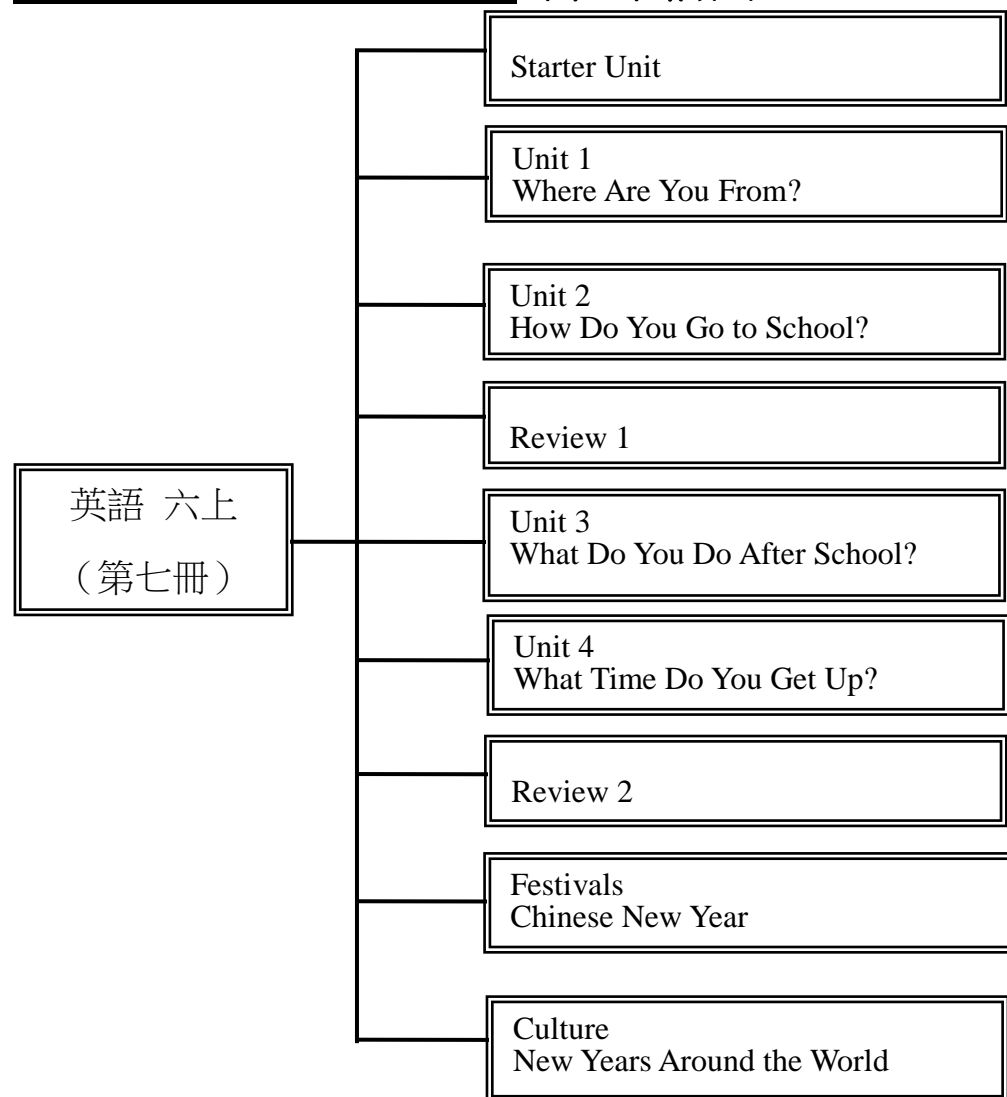 Starter Unit
Unit 1
Where Are You From?
Unit 2
How Do You Go to School?
Review 1
英語 六上
（第七冊）
Unit 3
What Do You Do After School?
Unit 4
What Time Do You Get Up?
Review 2
Festivals
Chinese New Year
Culture
New Years Around the World